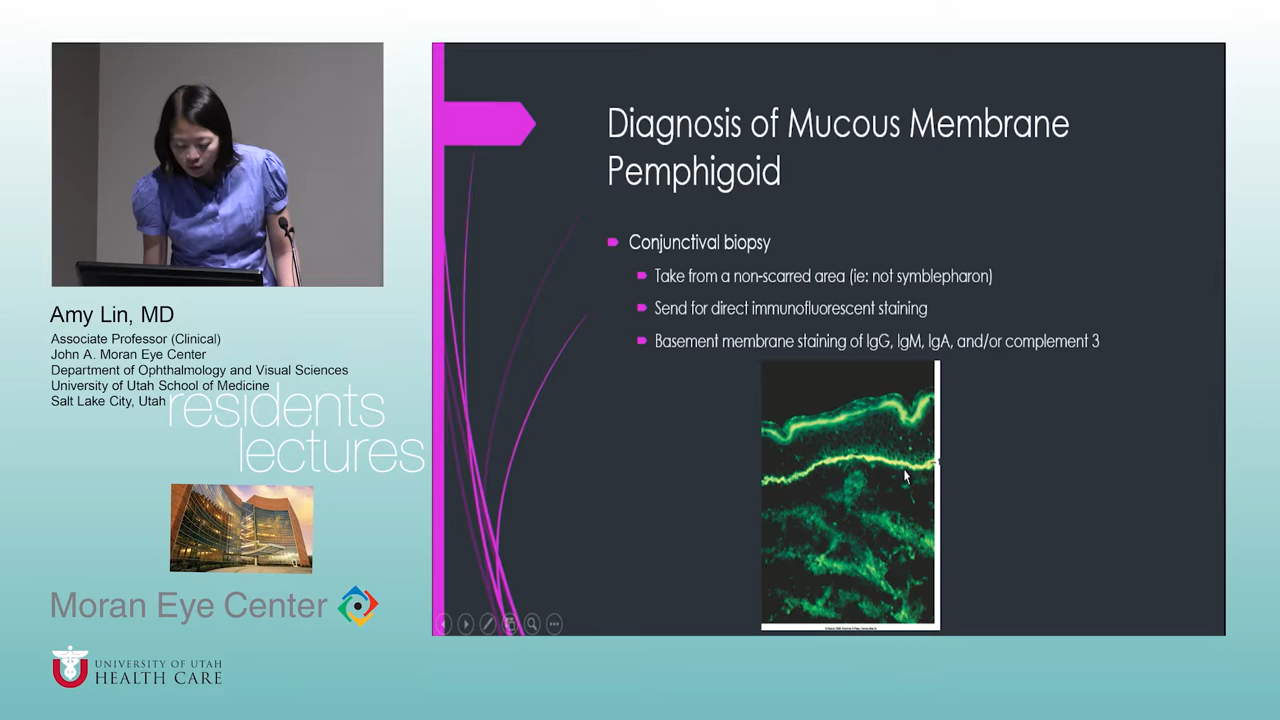 Diagnosis of Mucous Membrane
Pemphigoid
Conjunctival biopsy
Take from a non-scarred area (ie: not symblepharon)
Send for direct immunofluorescent staining
Basement membrane staining of IgG, IgM, IgA, and/or complement 3
Amy Lin, MD
Associate Professor (Clinical)
John A. Moran Eye Center
Department of Ophthalmology and Visual Sciences
University of Utah School of Medicine
Salt Lake City, Utah
residents
lectures
Moran Eye Center
UNIVERSITY OF UTAH
HEALTH CARE